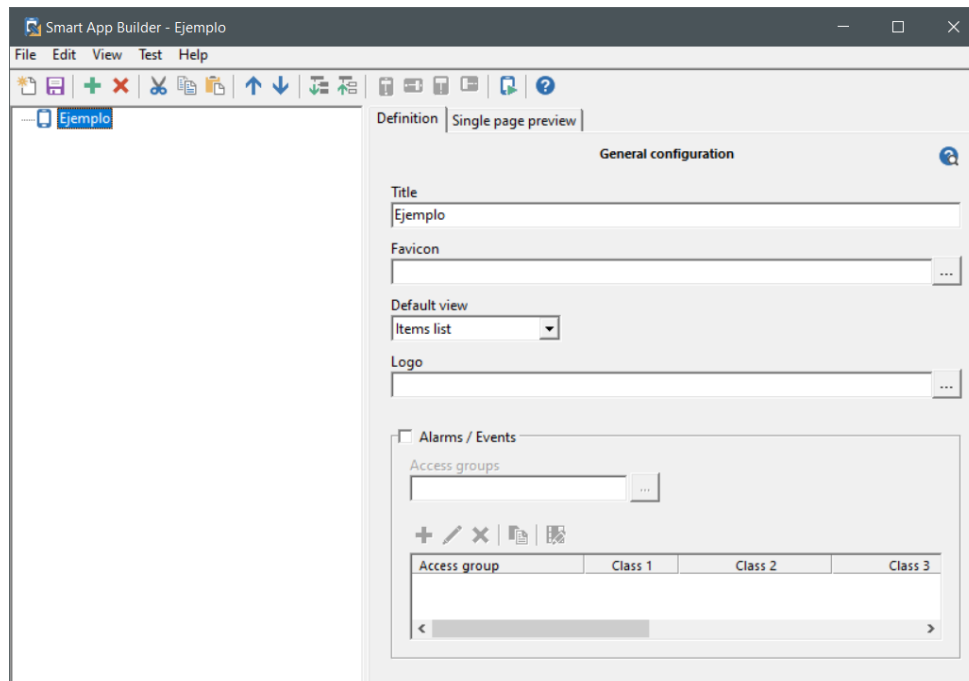 Smart App Builder - Ejemplo
File Edit View Test Help
Ejemplo
Definition Single page preview
General configuration
Title
Ejemplo
Favicon
...
Default view
Items list
Logo
...
Alarms / Events
Access groups
...
Access group Class 1 Class 2 Class 3